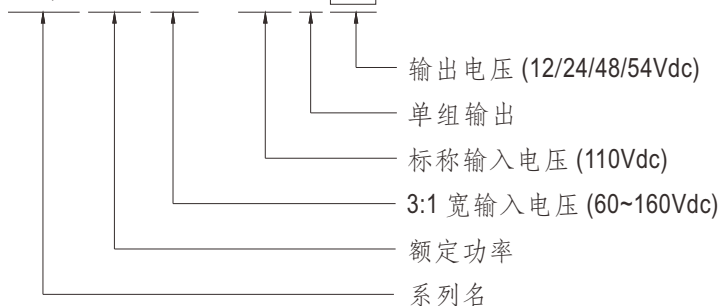 输出电压 (12/24/48/54Vdc)
单组输出
标称输入电压 (110Vdc)
3:1 宽输入电压 (60~160Vdc)
额定功率
系列名